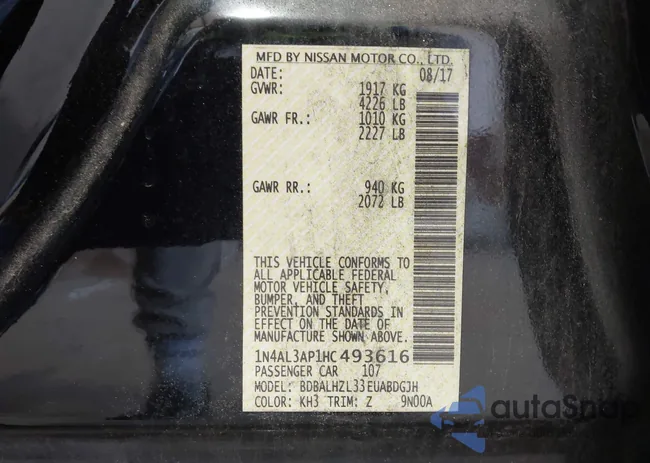 MFD BY NISSAN MOTOR CO., LTD.
DATE: 08/17
GVWR: 1917 KG
4226 LB
GAWR FR.: 1010 KG
2227 LB
GAWR RR.: 940 KG
2072 LB
THIS VEHICLE CONFORMS TO
ALL APPLICABLE FEDERAL
MOTOR VEHICLE SAFETY,
BUMPER, AND THEFT
PREVENTION STANDARDS IN
EFFECT ON THE DATE OF
MANUFACTURE SHOWN ABOVE.
1N4AL3AP1HC493616
PASSENGER CAR 107
MODEL: BDBALHZL33EUABDGJH
COLOR: KH3 TRIM: Z 9N00A
autoSnap